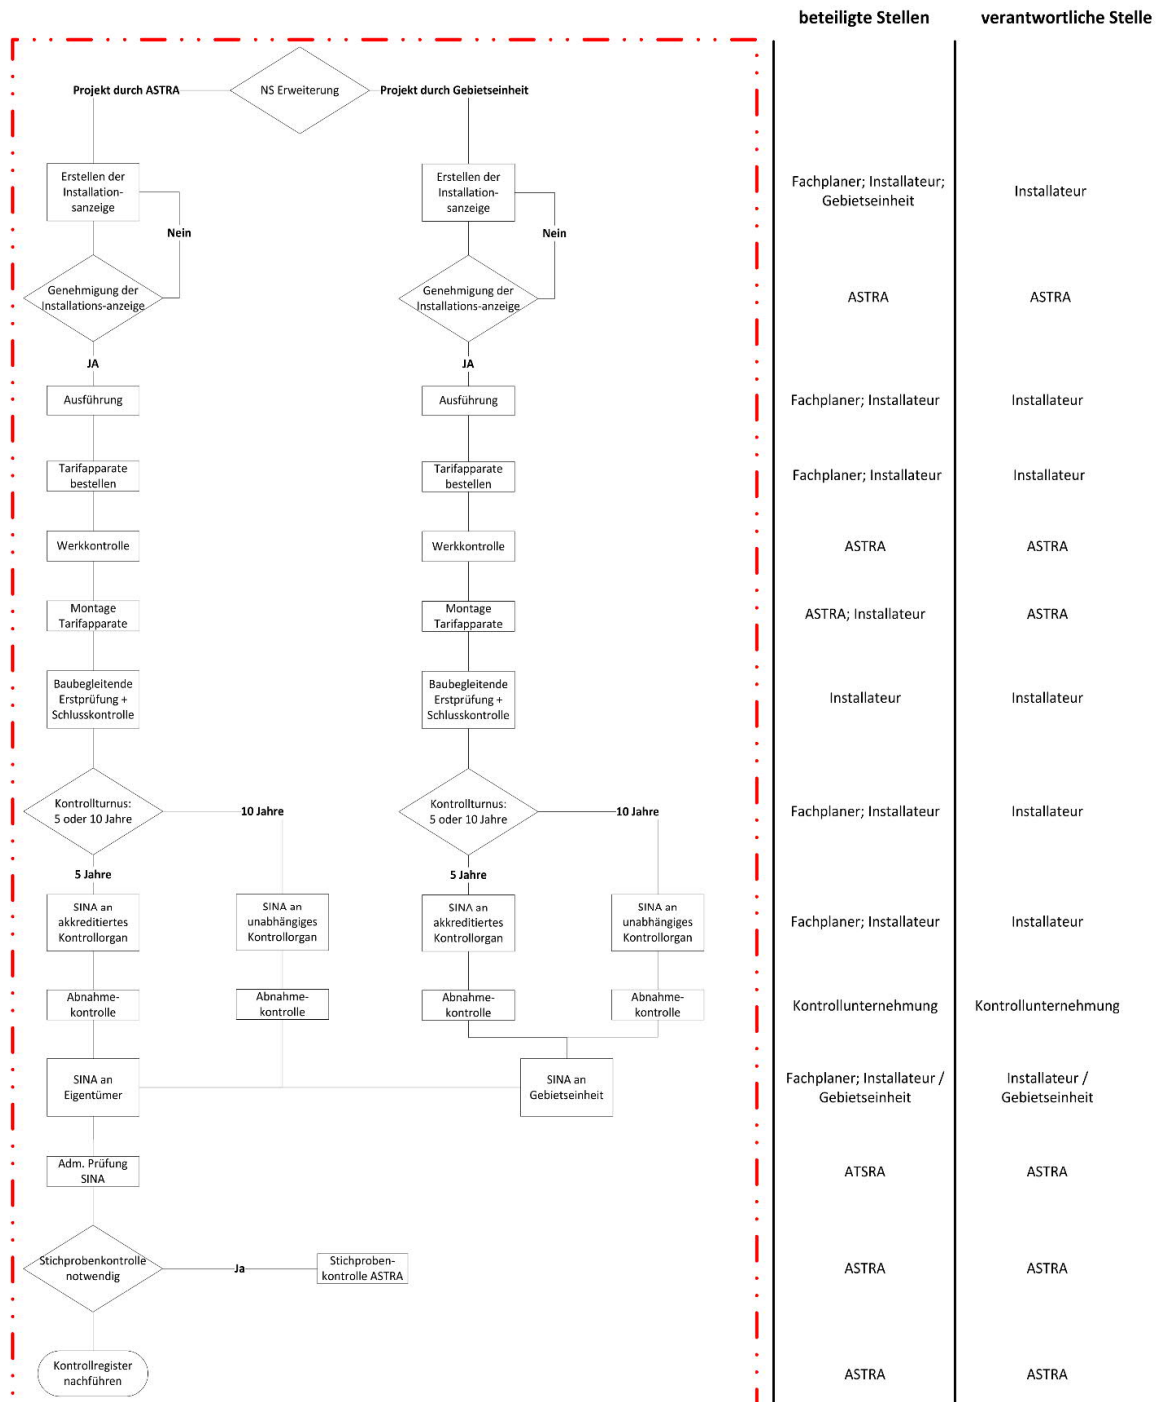 beteiligte Stellen
verantwortliche Stelle
Projekt durch ASTRA
NS Erweiterung
Projekt durch Gebietseinheit
Erstellen der
Installation-
sanzeige
Erstellen der
Installation-
sanzeige
Fachplaner; Installateur;
Gebietseinheit
Installateur
Nein
Nein
Genehmigung der
Installations-anzeige
Genehmigung der
Installations-anzeige
ASTRA
ASTRA
JA
JA
Ausführung
Ausführung
Fachplaner; Installateur
Installateur
Tarifapparate
bestellen
Tarifapparate
bestellen
Fachplaner; Installateur
Installateur
Werkkontrolle
Werkkontrolle
ASTRA
ASTRA
Montage
Tarifapparate
Montage
Tarifapparate
ASTRA; Installateur
ASTRA
Baubegleitende
Erstprüfung +
Schlusskontrolle
Baubegleitende
Erstprüfung +
Schlusskontrolle
Installateur
Installateur
Kontrollturnus:
5 oder 10 Jahre
10 Jahre
Kontrollturnus:
5 oder 10 Jahre
10 Jahre
Fachplaner; Installateur
Installateur
5 Jahre
5 Jahre
SINA an
akkreditiertes
Kontrollorgan
SINA an
unabhängiges
Kontrollorgan
SINA an
akkreditiertes
Kontrollorgan
SINA an
unabhängiges
Kontrollorgan
Fachplaner; Installateur
Installateur
Abnahme-
kontrolle
Abnahme-
kontrolle
Abnahme-
kontrolle
Abnahme-
kontrolle
Kontrollunternehmung
Kontrollunternehmung
SINA an
Eigentümer
SINA an
Gebietseinheit
Fachplaner; Installateur /
Gebietseinheit
Installateur /
Gebietseinheit
Adm. Prüfung
SINA
ATSRA
ASTRA
Stichprobenkontrolle
notwendig
Ja
Stichproben-
kontrolle ASTRA
ASTRA
ASTRA
Kontrollregister
nachführen
ASTRA
ASTRA